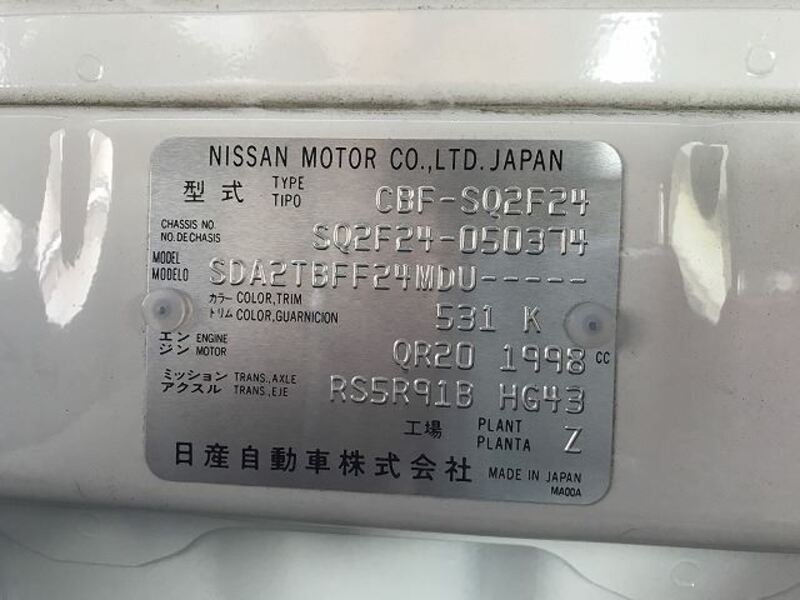 NISSAN MOTOR CO.,LTD. JAPAN
型式 TYPE TIPO CBF-SQ2F24
CHASSIS NO. NO.DECHASIS SQ2F24-050374
MODEL MODELO SDA2TBFF24MDU-----
カラー COLOR,TRIM
トリム COLOR,GUARNICION 531 K
エンジン ENGINE MOTOR QR20 1998 CC
ミッション TRANS.,AXLE
アクスル TRANS.,EJE RS5R91B HG43
工場 PLANT PLANTA Z
日産自動車株式会社 MADE IN JAPAN
MA00A